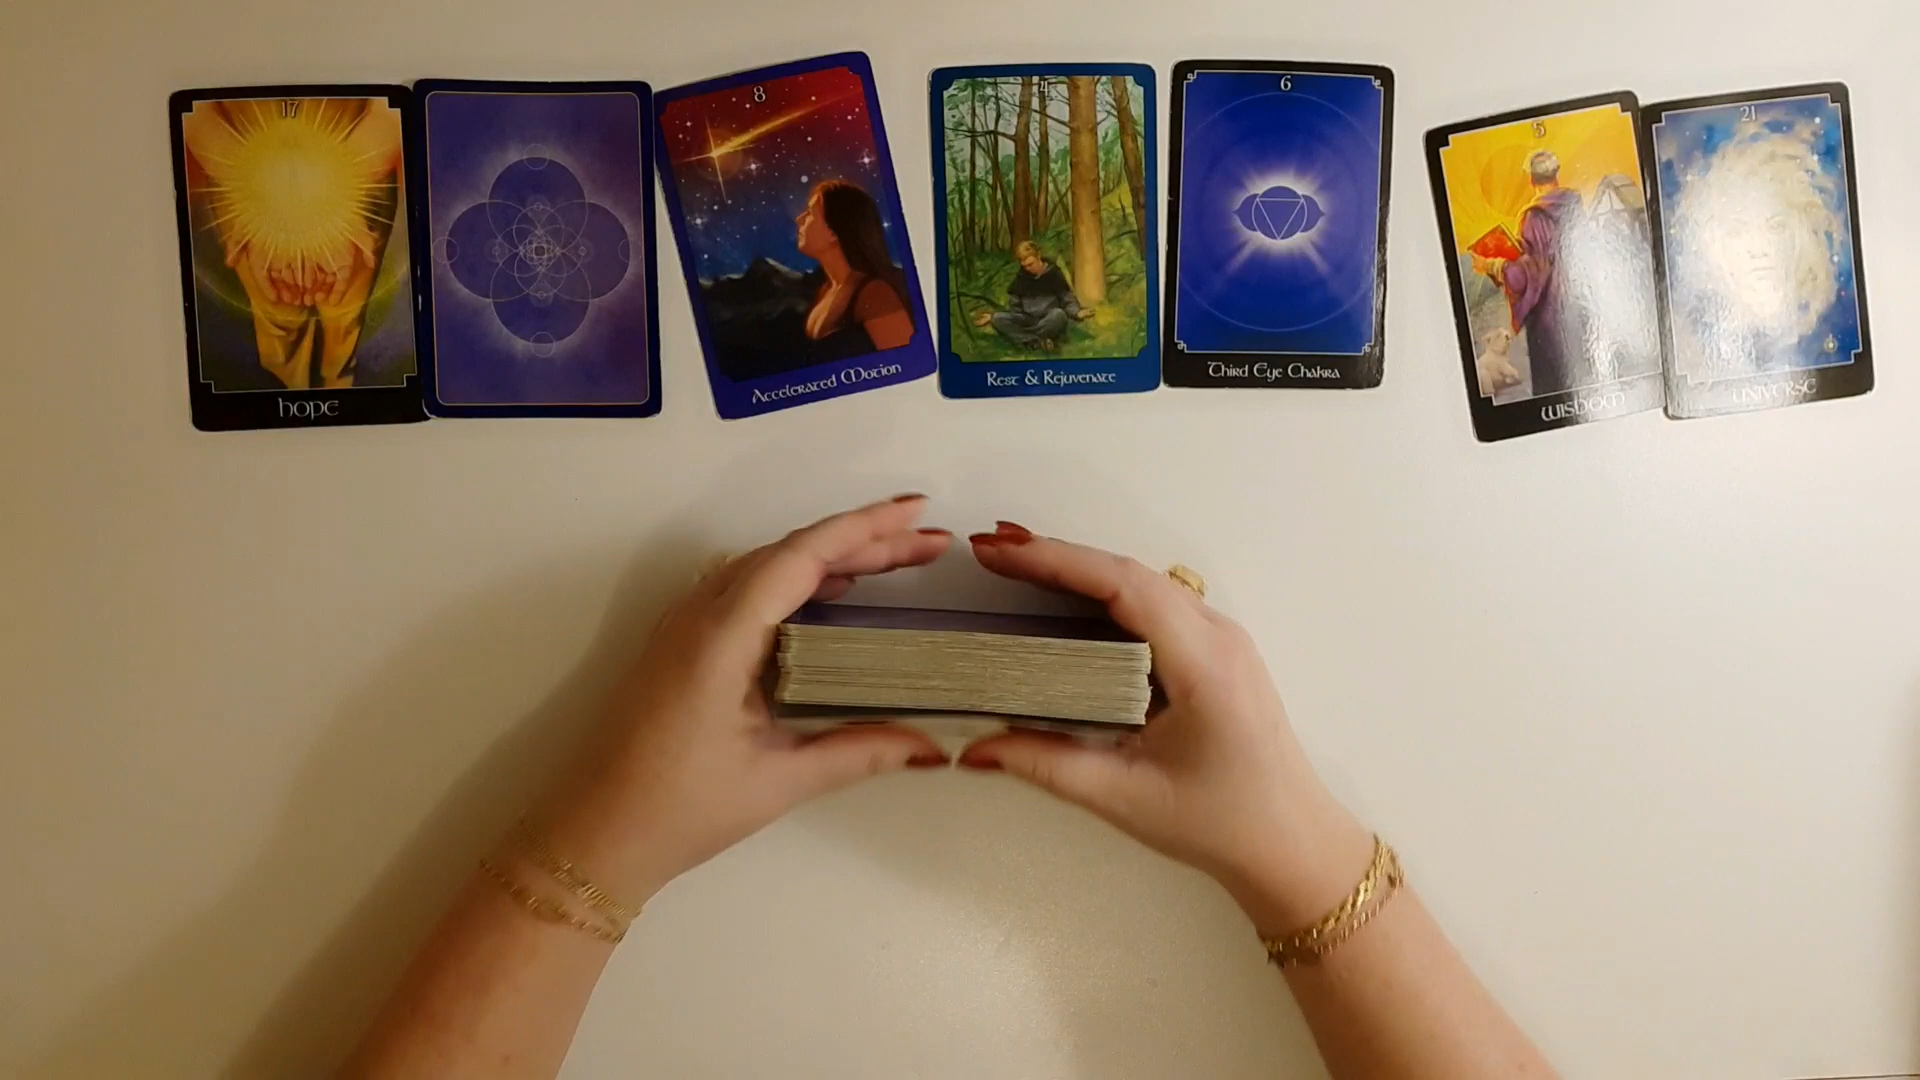 17
hope
8
Accelerated Motion
4
Rest & Rejuvenate
6
Third Eye Chakra
5
WISDOM
21
UNIVERSE